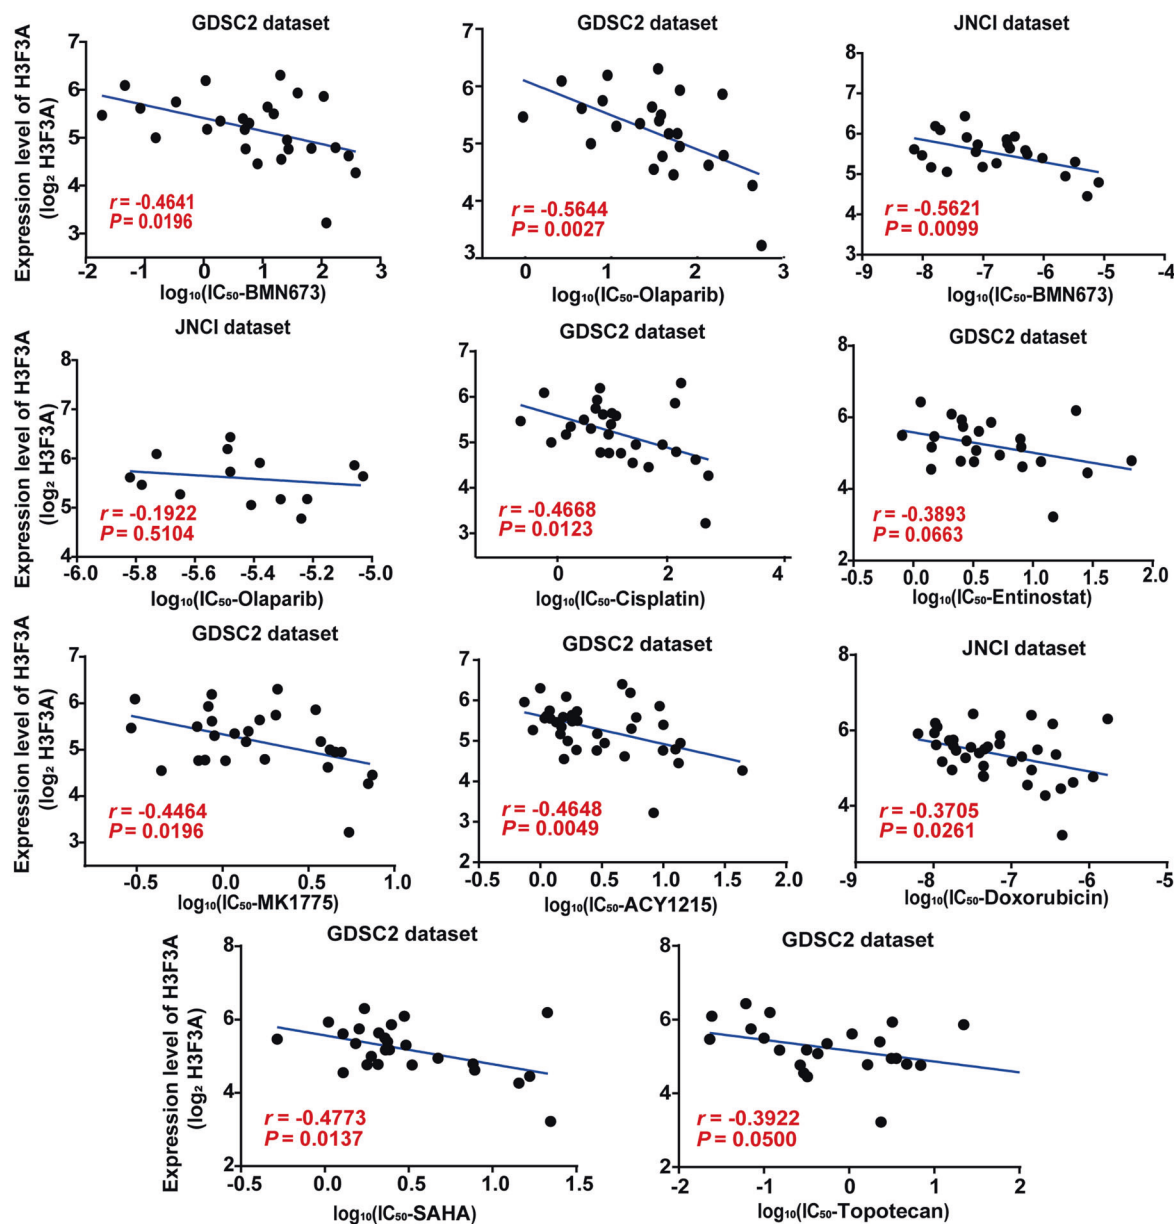 GDSC2 dataset
Expression level of H3F3A
(log₂ H3F3A)
7
6
5
4
3
r = -0.4641
P = 0.0196
-2 -1 0 1 2 3
log₁₀(IC₅₀-BMN673)
GDSC2 dataset
7
6
5
4
3
r = -0.5644
P = 0.0027
0 1 2 3
log₁₀(IC₅₀-Olaparib)
JNCI dataset
8
7
6
5
4
3
r = -0.5621
P = 0.0099
-9 -8 -7 -6 -5 -4
log₁₀(IC₅₀-BMN673)
JNCI dataset
Expression level of H3F3A
(log₂ H3F3A)
8
7
6
5
4
r = -0.1922
P = 0.5104
-6.0 -5.8 -5.6 -5.4 -5.2 -5.0
log₁₀(IC₅₀-Olaparib)
GDSC2 dataset
7
6
5
4
3
r = -0.4668
P = 0.0123
0 2 4
log₁₀(IC₅₀-Cisplatin)
GDSC2 dataset
8
6
4
2
r = -0.3893
P = 0.0663
-0.5 0.0 0.5 1.0 1.5 2.0
log₁₀(IC₅₀-Entinostat)
GDSC2 dataset
Expression level of H3F3A
(log₂ H3F3A)
7
6
5
4
3
r = -0.4464
P = 0.0196
-0.5 0.0 0.5 1.0
log₁₀(IC₅₀-MK1775)
GDSC2 dataset
7
6
5
4
3
2
r = -0.4648
P = 0.0049
-0.5 0.0 0.5 1.0 1.5 2.0
log₁₀(IC₅₀-ACY1215)
JNCI dataset
8
6
4
2
r = -0.3705
P = 0.0261
-9 -8 -7 -6 -5
log₁₀(IC₅₀-Doxorubicin)
GDSC2 dataset
Expression level of H3F3A
(log₂ H3F3A)
8
6
4
2
r = -0.4773
P = 0.0137
-0.5 0.0 0.5 1.0 1.5
log₁₀(IC₅₀-SAHA)
GDSC2 dataset
8
6
4
2
r = -0.3922
P = 0.0500
-2 -1 0 1 2
log₁₀(IC₅₀-Topotecan)